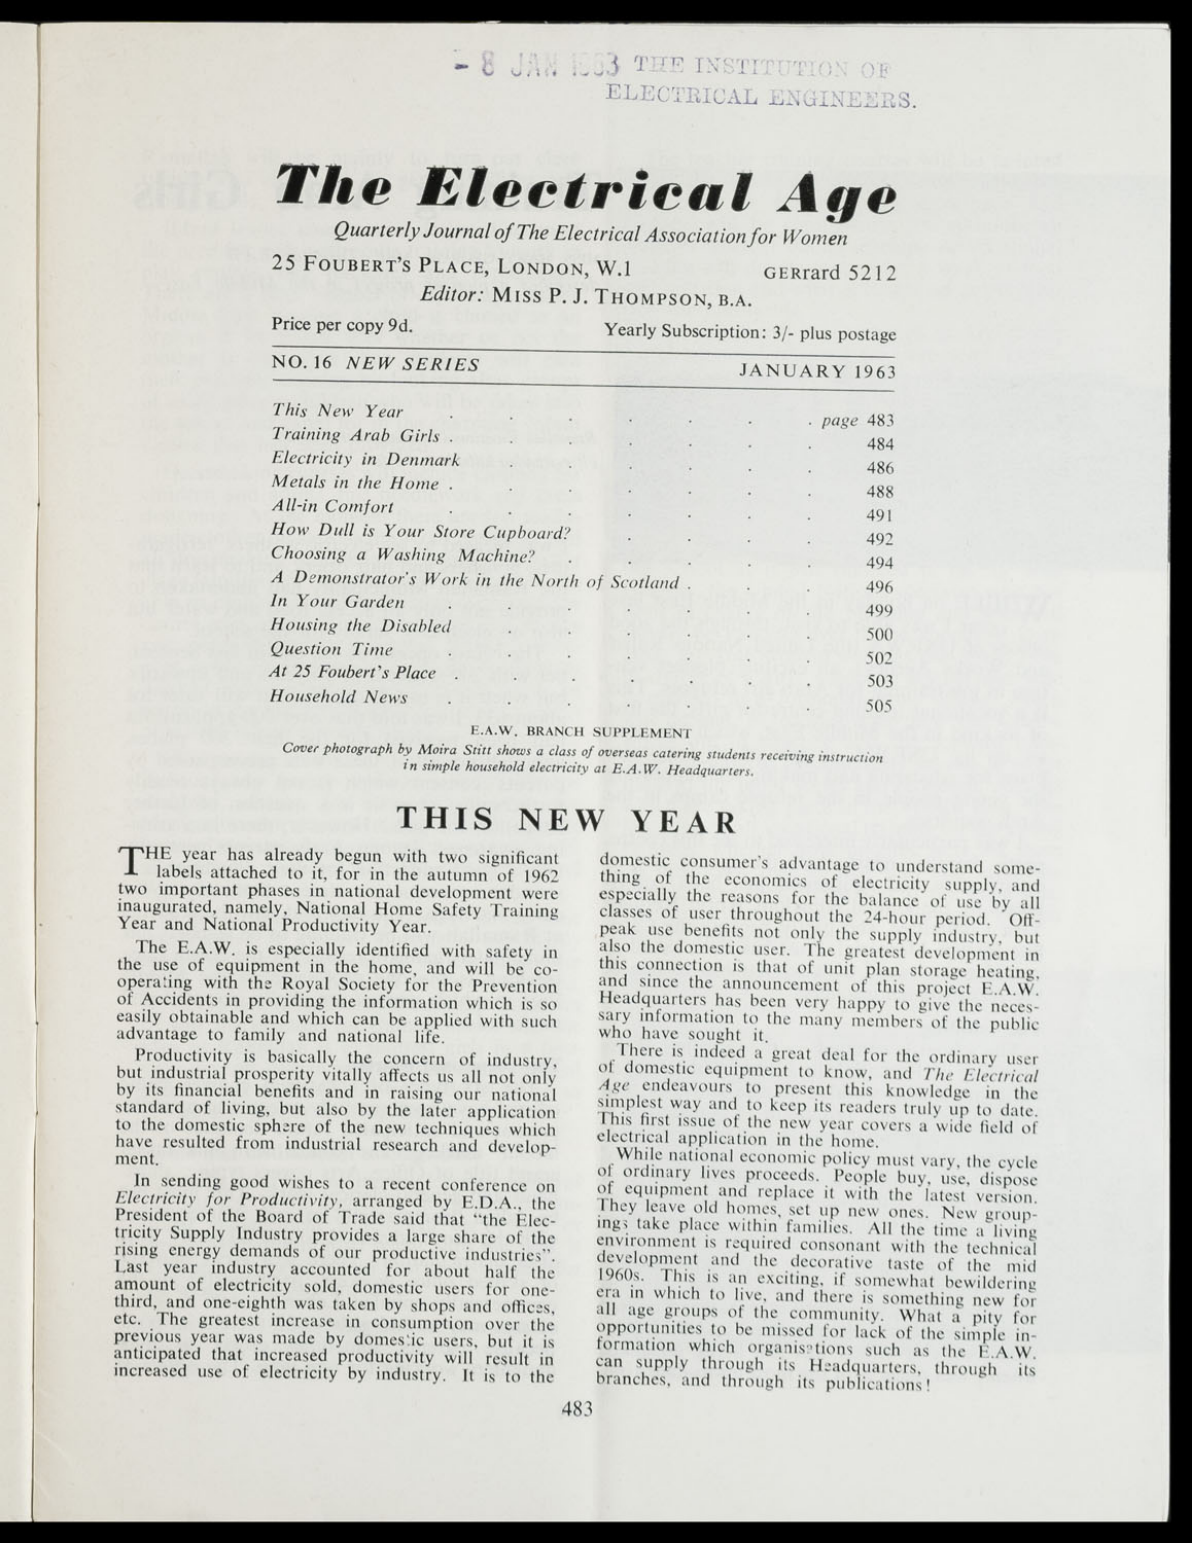 - 8 JAN 1963 THE INSTITUTION OF
ELECTRICAL ENGINEERS.
The Electrical Age
Quarterly Journal of The Electrical Association for Women
25 FOUBERT'S PLACE, LONDON, W.1 GERrard 5212
Editor: MISS P. J. THOMPSON, B.A.
Price per copy 9d. Yearly Subscription: 3/- plus postage
NO. 16 NEW SERIES JANUARY 1963
This New Year . . . . . . . page 483
Training Arab Girls . . . . . . . 484
Electricity in Denmark . . . . . . 486
Metals in the Home . . . . . . . 488
All-in Comfort . . . . . . . 491
How Dull is Your Store Cupboard? . . . . 492
Choosing a Washing Machine? . . . . . 494
A Demonstrator's Work in the North of Scotland . . . 496
In Your Garden . . . . . . . 499
Housing the Disabled . . . . . . 500
Question Time . . . . . . . 502
At 25 Foubert's Place . . . . . . . 503
Household News . . . . . . . 505
E.A.W. BRANCH SUPPLEMENT
Cover photograph by Moira Stitt shows a class of overseas catering students receiving instruction
in simple household electricity at E.A.W. Headquarters.
THIS NEW YEAR
THE year has already begun with two significant
labels attached to it, for in the autumn of 1962
two important phases in national development were
inaugurated, namely, National Home Safety Training
Year and National Productivity Year.
The E.A.W. is especially identified with safety in
the use of equipment in the home, and will be co-
operating with the Royal Society for the Prevention
of Accidents in providing the information which is so
easily obtainable and which can be applied with such
advantage to family and national life.
Productivity is basically the concern of industry,
but industrial prosperity vitally affects us all not only
by its financial benefits and in raising our national
standard of living, but also by the later application
to the domestic sphere of the new techniques which
have resulted from industrial research and develop-
ment.
In sending good wishes to a recent conference on
Electricity for Productivity, arranged by E.D.A., the
President of the Board of Trade said that "the Elec-
tricity Supply Industry provides a large share of the
rising energy demands of our productive industries".
Last year industry accounted for about half the
amount of electricity sold, domestic users for one-
third, and one-eighth was taken by shops and offices,
etc. The greatest increase in consumption over the
previous year was made by domestic users, but it is
anticipated that increased productivity will result in
increased use of electricity by industry. It is to the
domestic consumer's advantage to understand some-
thing of the economics of electricity supply, and
especially the reasons for the balance of use by all
classes of user throughout the 24-hour period. Off-
peak use benefits not only the supply industry, but
also the domestic user. The greatest development in
this connection is that of unit plan storage heating,
and since the announcement of this project E.A.W.
Headquarters has been very happy to give the neces-
sary information to the many members of the public
who have sought it.
There is indeed a great deal for the ordinary user
of domestic equipment to know, and The Electrical
Age endeavours to present this knowledge in the
simplest way and to keep its readers truly up to date.
This first issue of the new year covers a wide field of
electrical application in the home.
While national economic policy must vary, the cycle
of ordinary lives proceeds. People buy, use, dispose
of equipment and replace it with the latest version.
They leave old homes, set up new ones. New group-
ings take place within families. All the time a living
environment is required consonant with the technical
development and the decorative taste of the mid
1960s. This is an exciting, if somewhat bewildering
era in which to live, and there is something new for
all age groups of the community. What a pity for
opportunities to be missed for lack of the simple in-
formation which organisations such as the E.A.W.
can supply through its Headquarters, through its
branches, and through its publications!
483